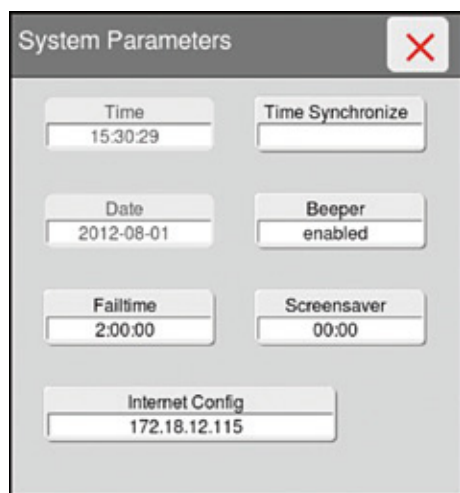 System Parameters
Time
15:30:29
Time Synchronize
Date
2012-08-01
Beeper
enabled
Failtime
2:00:00
Screensaver
00:00
Internet Config
172.18.12.115